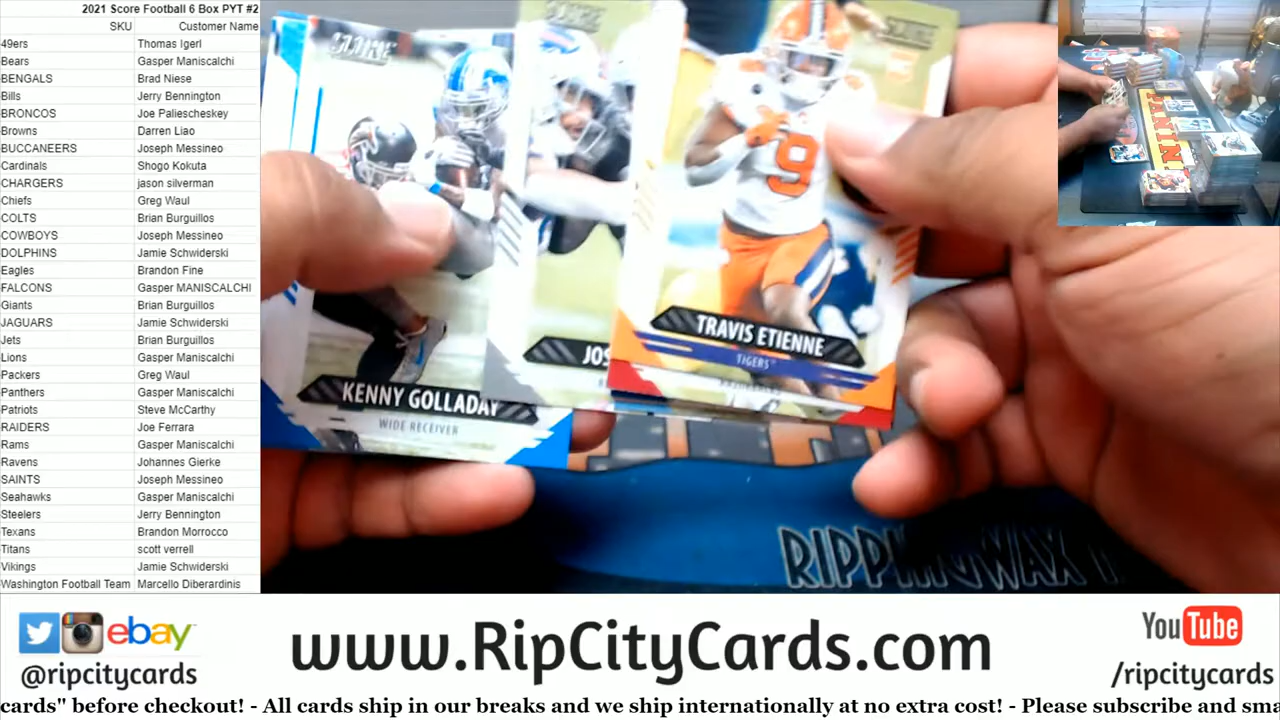 2021 Score Football 6 Box PYT #2
SKU Customer Name
49ers Thomas Igerl
Bears Gasper Maniscalchi
BENGALS Brad Niese
Bills Jerry Bennington
BRONCOS Joe Paliescheskey
Browns Darren Liao
BUCCANEERS Joseph Messineo
Cardinals Shogo Kokuta
CHARGERS jason silverman
Chiefs Greg Waul
COLTS Brian Burguillos
COWBOYS Joseph Messineo
DOLPHINS Jamie Schwiderski
Eagles Brandon Fine
FALCONS Gasper MANISCALCHI
Giants Brian Burguillos
JAGUARS Jamie Schwiderski
Jets Brian Burguillos
Lions Gasper Maniscalchi
Packers Greg Waul
Panthers Gasper Maniscalchi
Patriots Steve McCarthy
RAIDERS Joe Ferrara
Rams Gasper Maniscalchi
Ravens Johannes Gierke
SAINTS Joseph Messineo
Seahawks Gasper Maniscalchi
Steelers Jerry Bennington
Texans Brandon Morrocco
Titans scott verrell
Vikings Jamie Schwiderski
Washington Football Team Marcello Diberardinis
SCORE
SCORE
SCORE
9
TRAVIS ETIENNE
TIGERS
JOS
KENNY GOLLADAY
WIDE RECEIVER
PANINI
ebay
@ripcitycards
www.RipCityCards.com
YouTube
/ripcitycards
cards" before checkout! - All cards ship in our breaks and we ship internationally at no extra cost! - Please subscribe and sma